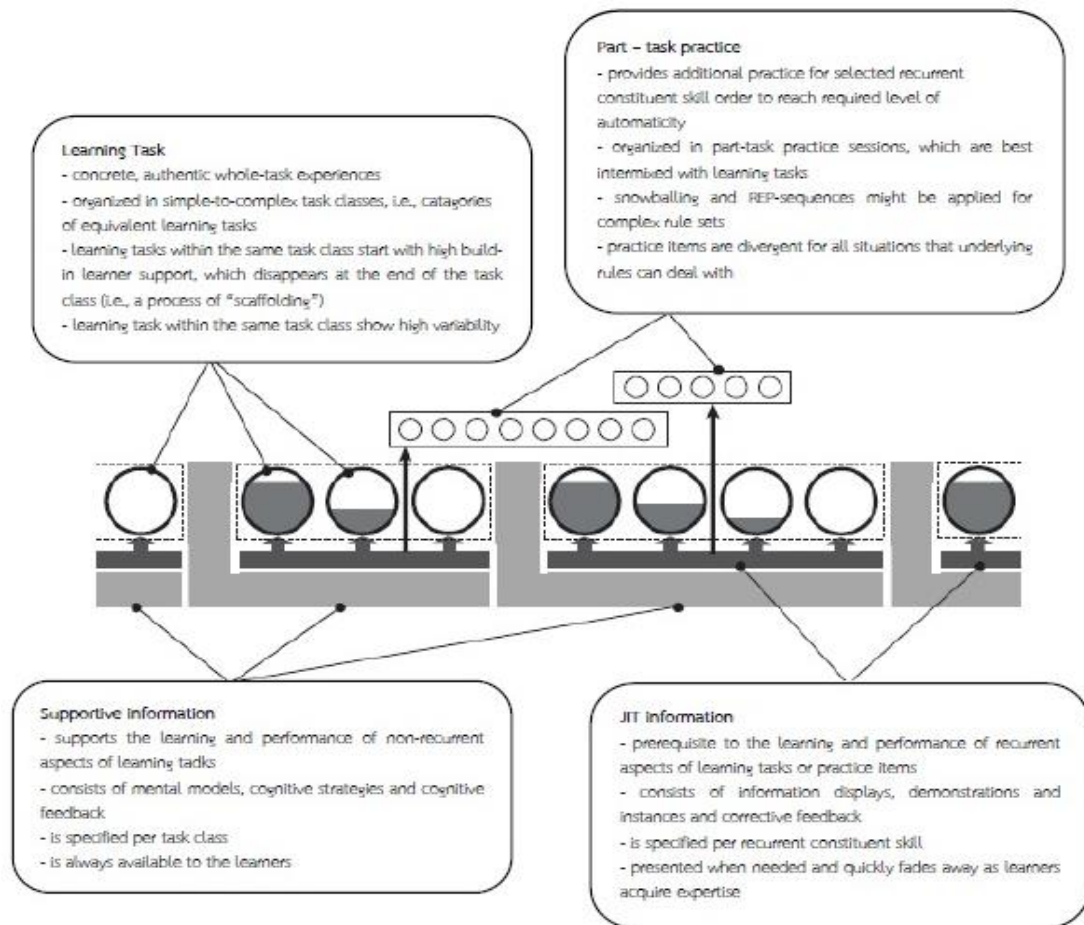 Part – task practice
- provides additional practice for selected recurrent
constituent skill order to reach required level of
automaticity
- organized in part-task practice sessions, which are best
intermixed with learning tasks
- snowballing and REP-sequences might be applied for
complex rule sets
- practice items are divergent for all situations that underlying
rules can deal with
Learning Task
- concrete, authentic whole-task experiences
- organized in simple-to-complex task classes, i.e., catagories
of equivalent learning tasks
- learning tasks within the same task class start with high build-
in learner support, which disappears at the end of the task
class (i.e., a process of “scaffolding”)
- learning task within the same task class show high variability
Supportive information
- supports the learning and performance of non-recurrent
aspects of learning tadks
- consists of mental models, cognitive strategies and cognitive
feedback
- is specified per task class
- is always available to the learners
JIT information
- prerequisite to the learning and performance of recurrent
aspects of learning tasks or practice items
- consists of information displays, demonstrations and
instances and corrective feedback
- is specified per recurrent constituent skill
- presented when needed and quickly fades away as learners
acquire expertise